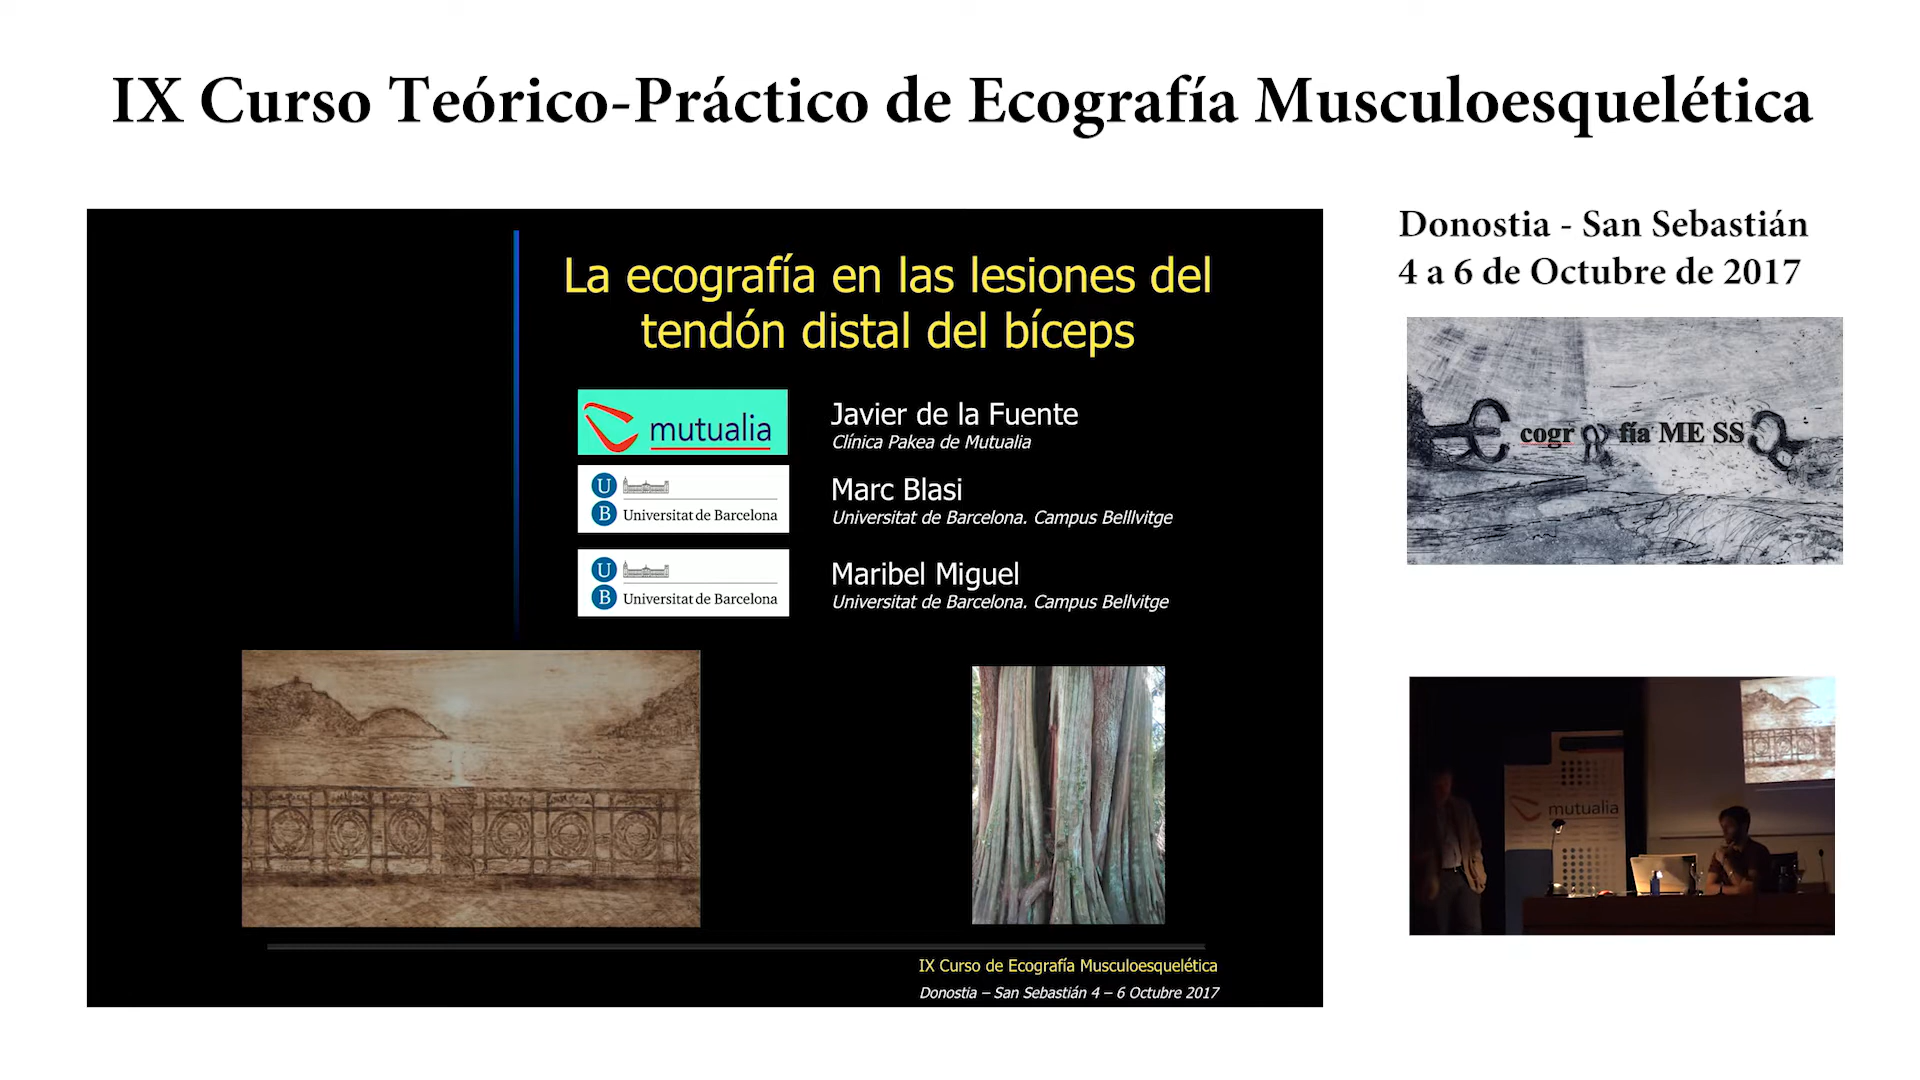 IX Curso Teórico-Práctico de Ecografía Musculoesquelética
La ecografía en las lesiones del
tendón distal del bíceps
mutualia
Javier de la Fuente
Clínica Pakea de Mutualia
U
B Universitat de Barcelona
Marc Blasi
Universitat de Barcelona. Campus Belllvitge
U
B Universitat de Barcelona
Maribel Miguel
Universitat de Barcelona. Campus Bellvitge
IX Curso de Ecografía Musculoesquelética
Donostia – San Sebastián 4 – 6 Octubre 2017
Donostia - San Sebastián
4 a 6 de Octubre de 2017
E cogr fía ME SS
mutualia